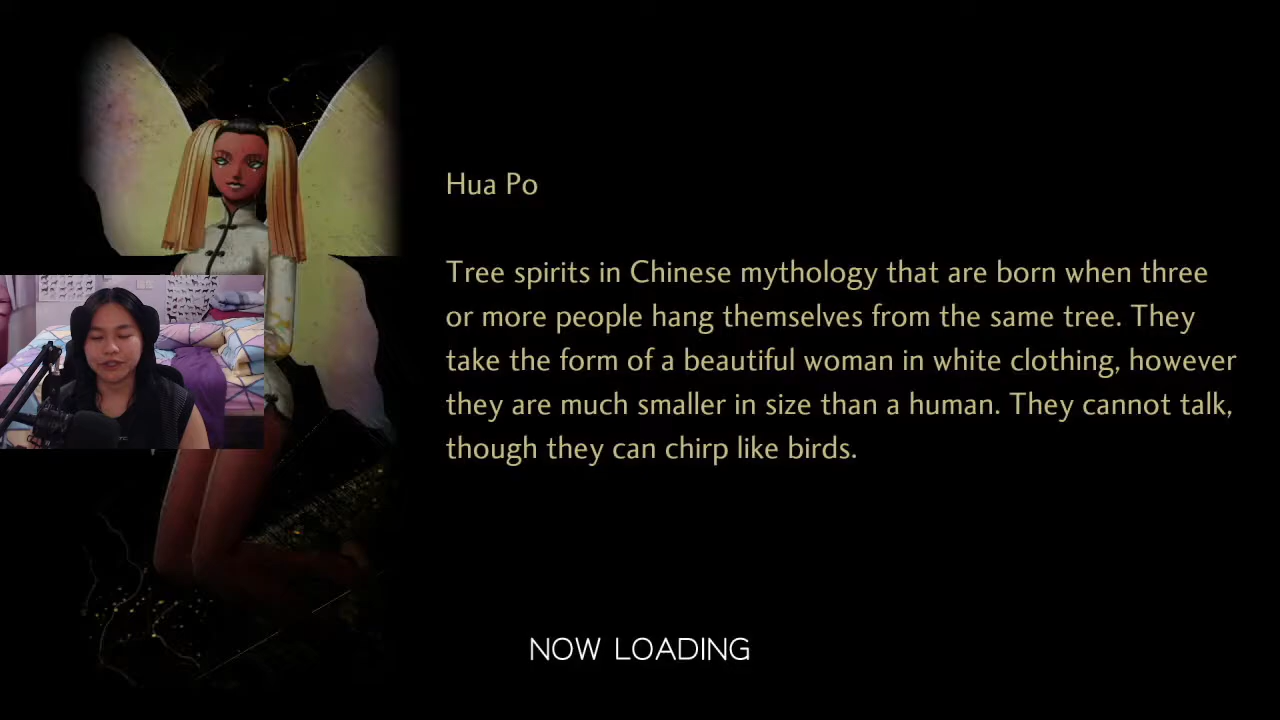 Hua Po
Tree spirits in Chinese mythology that are born when three
or more people hang themselves from the same tree. They
take the form of a beautiful woman in white clothing, however
they are much smaller in size than a human. They cannot talk,
though they can chirp like birds.
NOW LOADING